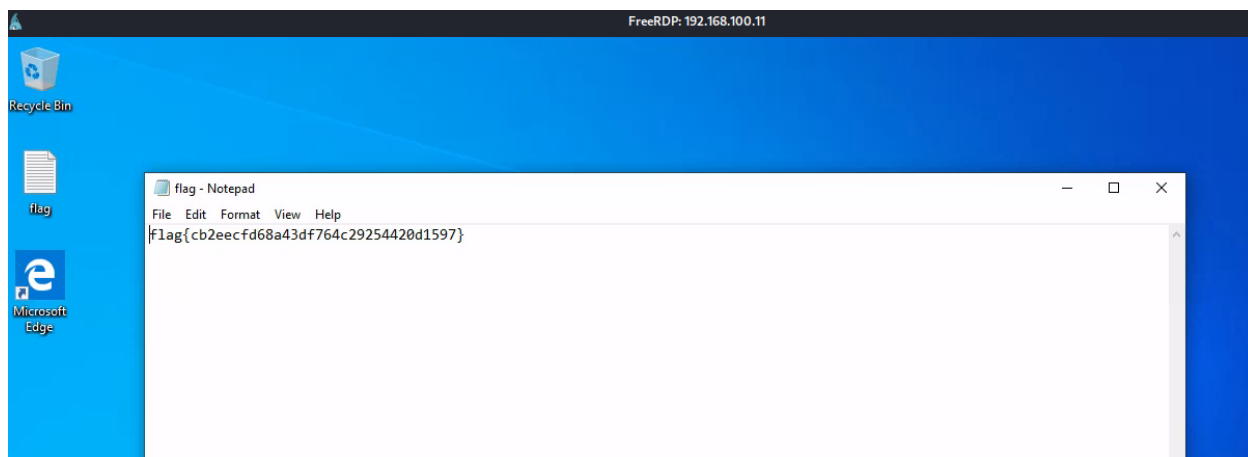 FreeRDP: 192.168.100.11
Recycle Bin
flag
Microsoft
Edge
flag - Notepad
File Edit Format View Help
flag{cb2eecfd68a43df764c29254420d1597}